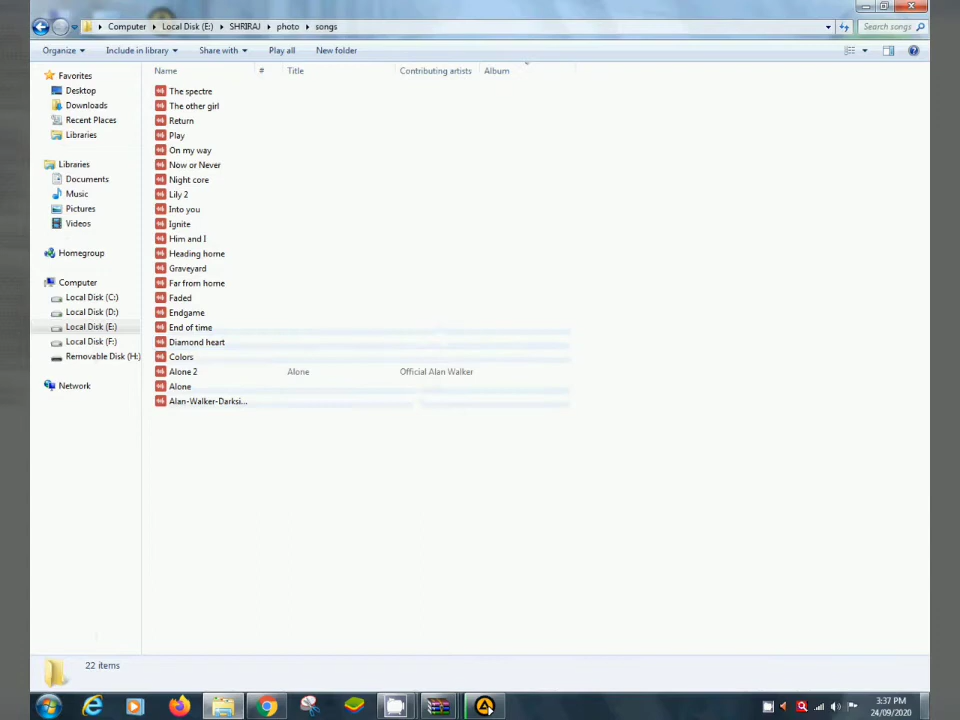 Computer Local Disk (E:) SHRIRAJ photo songs Search songs
Organize Include in library Share with Play all New folder
Name # Title Contributing artists Album
Favorites
Desktop
Downloads
Recent Places
Libraries
Libraries
Documents
Music
Pictures
Videos
Homegroup
Computer
Local Disk (C:)
Local Disk (D:)
Local Disk (E:)
Local Disk (F:)
Removable Disk (H:)
Network
The spectre
The other girl
Return
Play
On my way
Now or Never
Night core
Lily 2
Into you
Ignite
Him and I
Heading home
Graveyard
Far from home
Faded
Endgame
End of time
Diamond heart
Colors
Alone 2 Alone Official Alan Walker
Alone
Alan-Walker-Darksi...
22 items
3:37 PM
24/09/2020